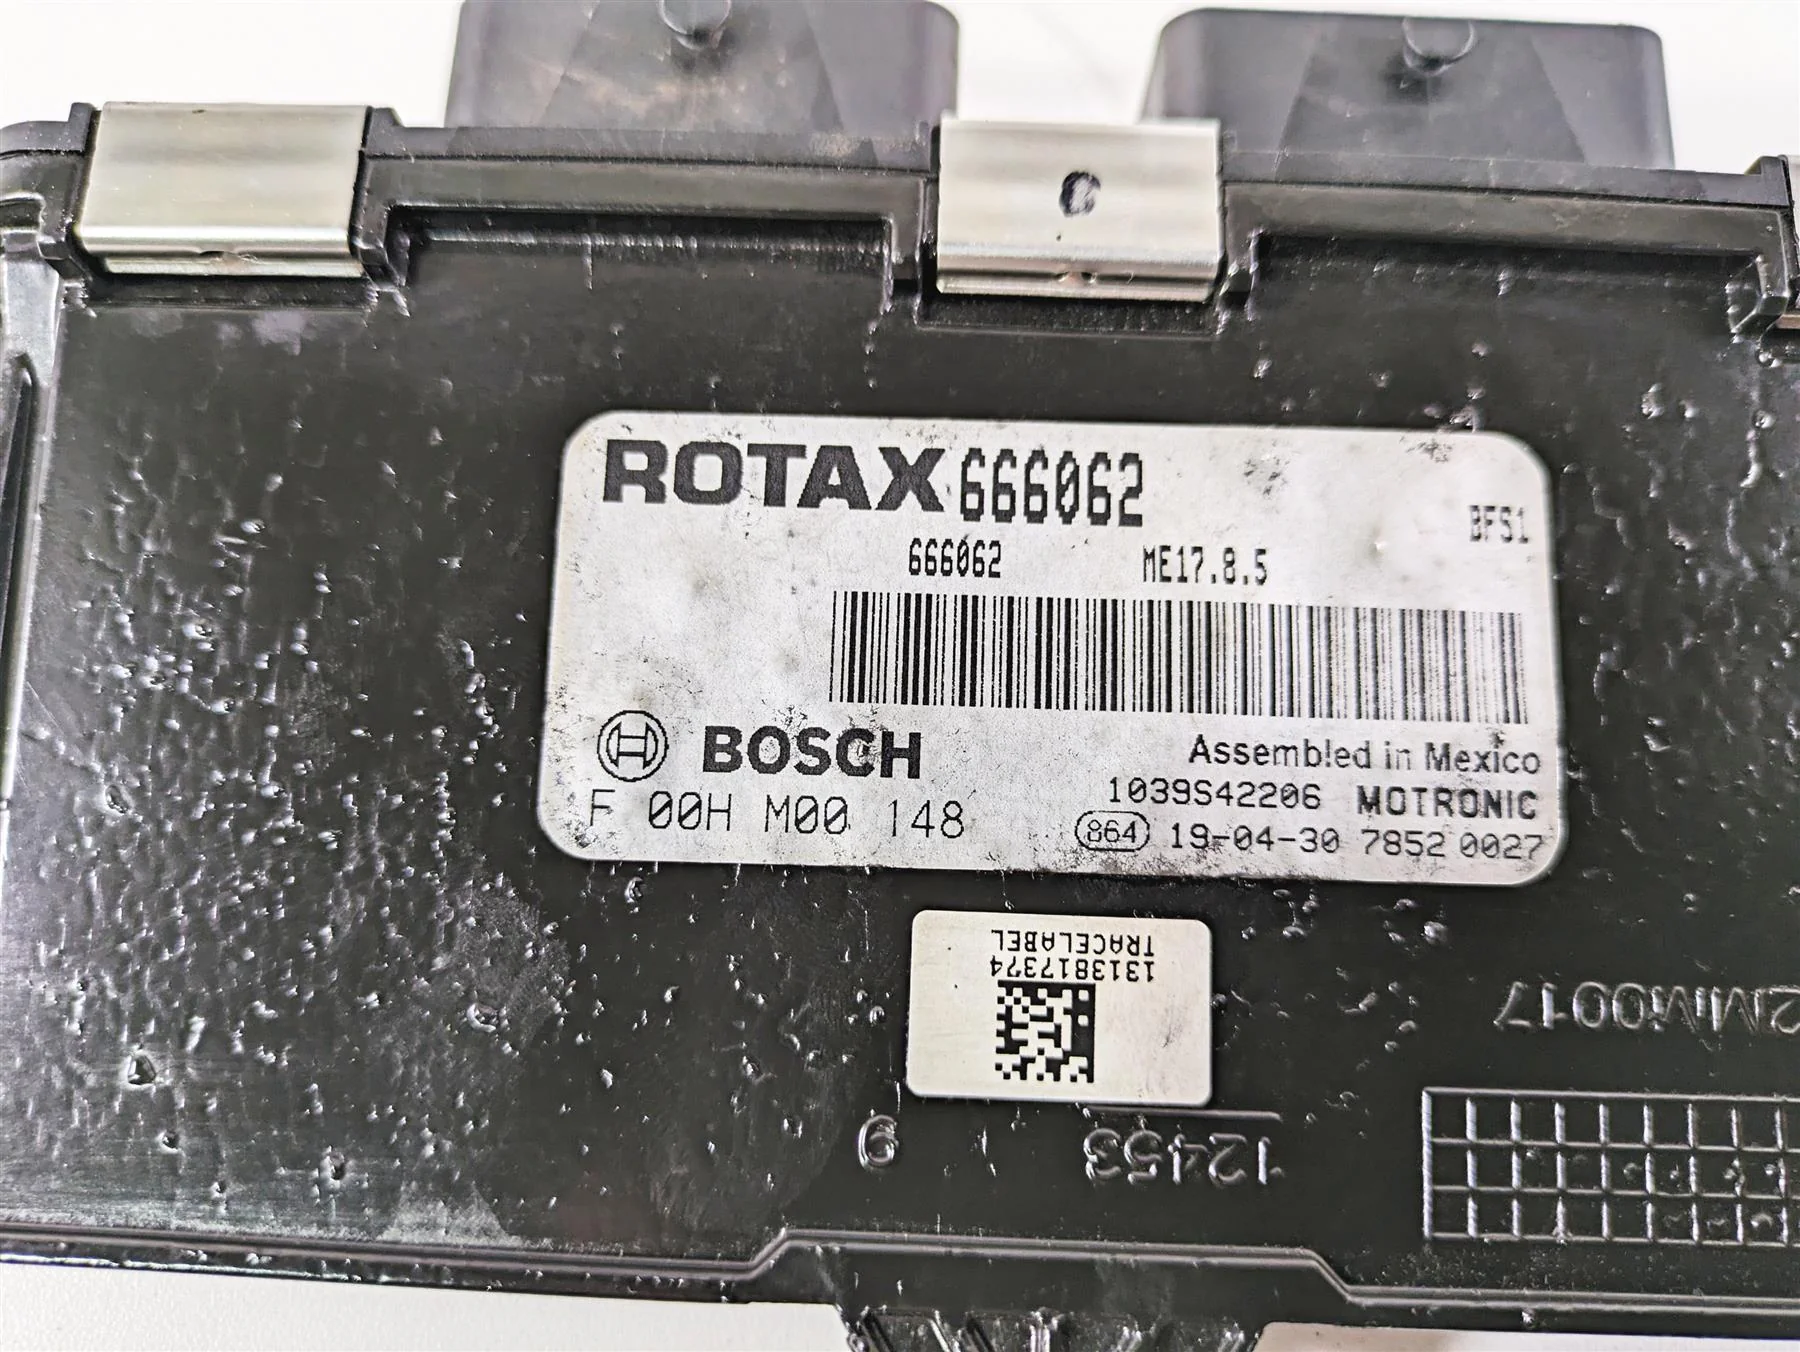 C
ROTAX 666062
BFS1
666062 ME17.8.5
BOSCH
Assembled in Mexico
1039S42206 MOTRONIC
F 00H M00 148
864 19-04-30 7852 0027
TRACELABEL
1313817374
12453
9